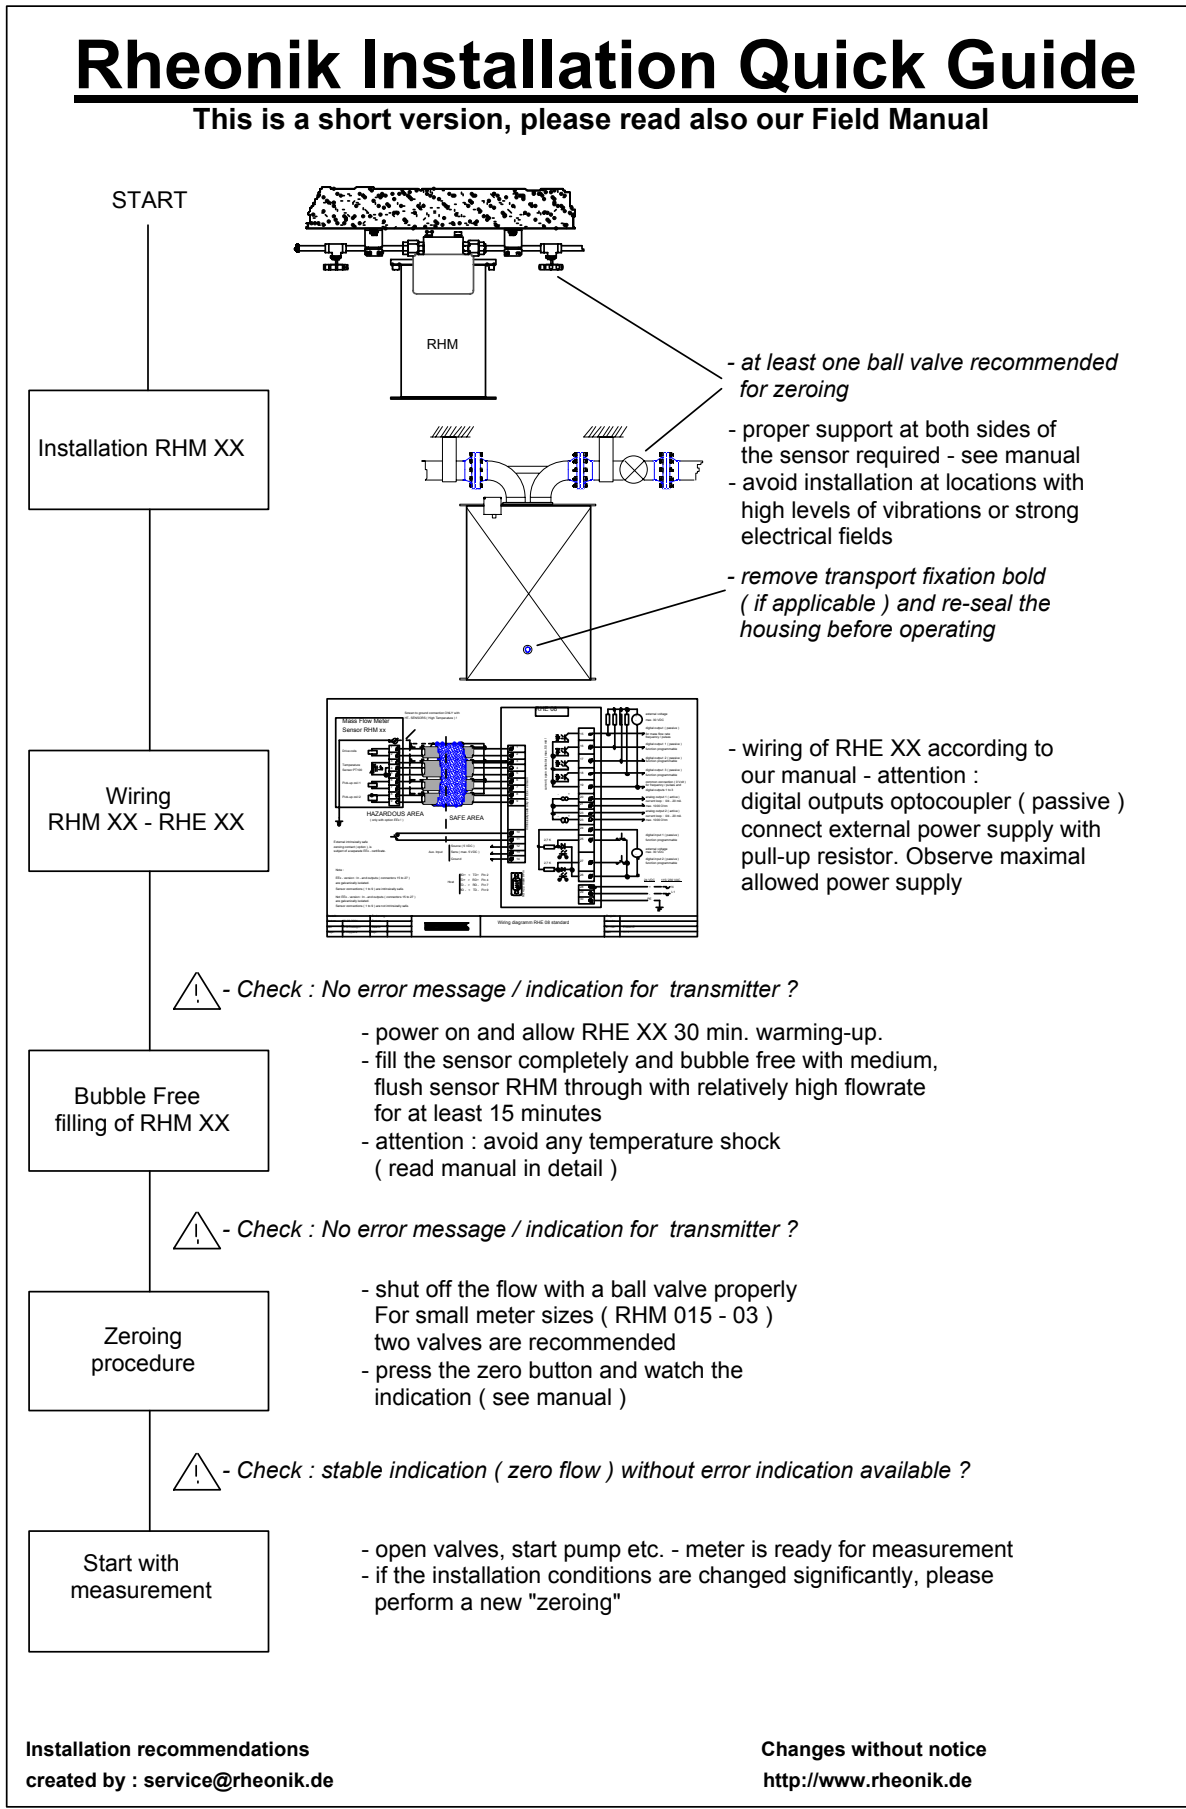 Rheonik Installation Quick Guide
This is a short version, please read also our Field Manual
START
RHM
- at least one ball valve recommended
for zeroing
Installation RHM XX
- proper support at both sides of
the sensor required - see manual
- avoid installation at locations with
high levels of vibrations or strong
electrical fields
- remove transport fixation bold
( if applicable ) and re-seal the
housing before operating
Mass Flow Meter
Sensor RHM xx
RHE 08
HAZARDOUS AREA
SAFE AREA
Wiring diagramm RHE 08 standard
Wiring
RHM XX - RHE XX
- wiring of RHE XX according to
our manual - attention :
digital outputs optocoupler ( passive )
connect external power supply with
pull-up resistor. Observe maximal
allowed power supply
- Check : No error message / indication for transmitter ?
Bubble Free
filling of RHM XX
- power on and allow RHE XX 30 min. warming-up.
- fill the sensor completely and bubble free with medium,
flush sensor RHM through with relatively high flowrate
for at least 15 minutes
- attention : avoid any temperature shock
( read manual in detail )
- Check : No error message / indication for transmitter ?
Zeroing
procedure
- shut off the flow with a ball valve properly
For small meter sizes ( RHM 015 - 03 )
two valves are recommended
- press the zero button and watch the
indication ( see manual )
- Check : stable indication ( zero flow ) without error indication available ?
Start with
measurement
- open valves, start pump etc. - meter is ready for measurement
- if the installation conditions are changed significantly, please
perform a new "zeroing"
Installation recommendations
created by : service@rheonik.de
Changes without notice
http://www.rheonik.de